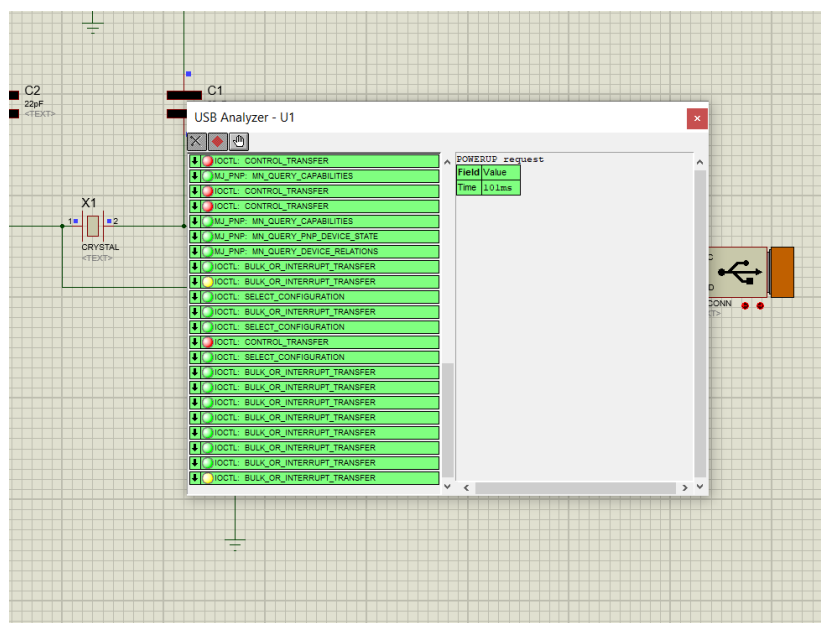 C2
22pF
<TEXT>
C1
USB Analyzer - U1
IOCTL: CONTROL_TRANSFER
MJ_PNP: MN_QUERY_CAPABILITIES
IOCTL: CONTROL_TRANSFER
IOCTL: CONTROL_TRANSFER
MJ_PNP: MN_QUERY_CAPABILITIES
MJ_PNP: MN_QUERY_PNP_DEVICE_STATE
MJ_PNP: MN_QUERY_DEVICE_RELATIONS
IOCTL: BULK_OR_INTERRUPT_TRANSFER
IOCTL: BULK_OR_INTERRUPT_TRANSFER
IOCTL: SELECT_CONFIGURATION
IOCTL: BULK_OR_INTERRUPT_TRANSFER
IOCTL: SELECT_CONFIGURATION
IOCTL: CONTROL_TRANSFER
IOCTL: SELECT_CONFIGURATION
IOCTL: BULK_OR_INTERRUPT_TRANSFER
IOCTL: BULK_OR_INTERRUPT_TRANSFER
IOCTL: BULK_OR_INTERRUPT_TRANSFER
IOCTL: BULK_OR_INTERRUPT_TRANSFER
IOCTL: BULK_OR_INTERRUPT_TRANSFER
IOCTL: BULK_OR_INTERRUPT_TRANSFER
IOCTL: BULK_OR_INTERRUPT_TRANSFER
IOCTL: BULK_OR_INTERRUPT_TRANSFER
POWERUP request
Field Value
Time 101ms
X1
1 2
CRYSTAL
<TEXT>
D
CONN